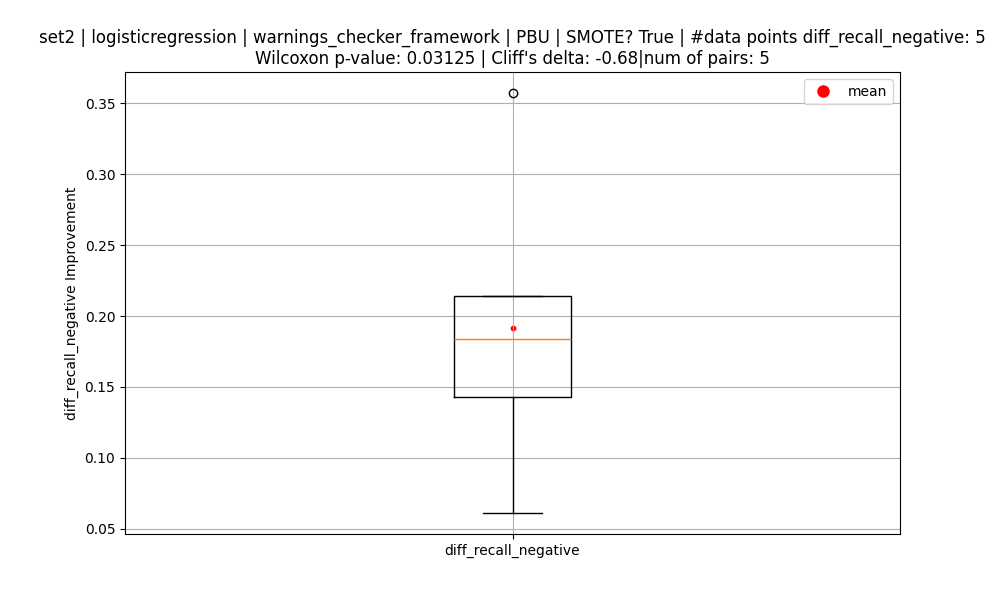 set2 | logisticregression | warnings_checker_framework | PBU | SMOTE? True | #data points diff_recall_negative: 5
Wilcoxon p-value: 0.03125 | Cliff's delta: -0.68|num of pairs: 5
mean
0.35
0.30
0.25
0.20
0.15
0.10
0.05
diff_recall_negative Improvement
diff_recall_negative